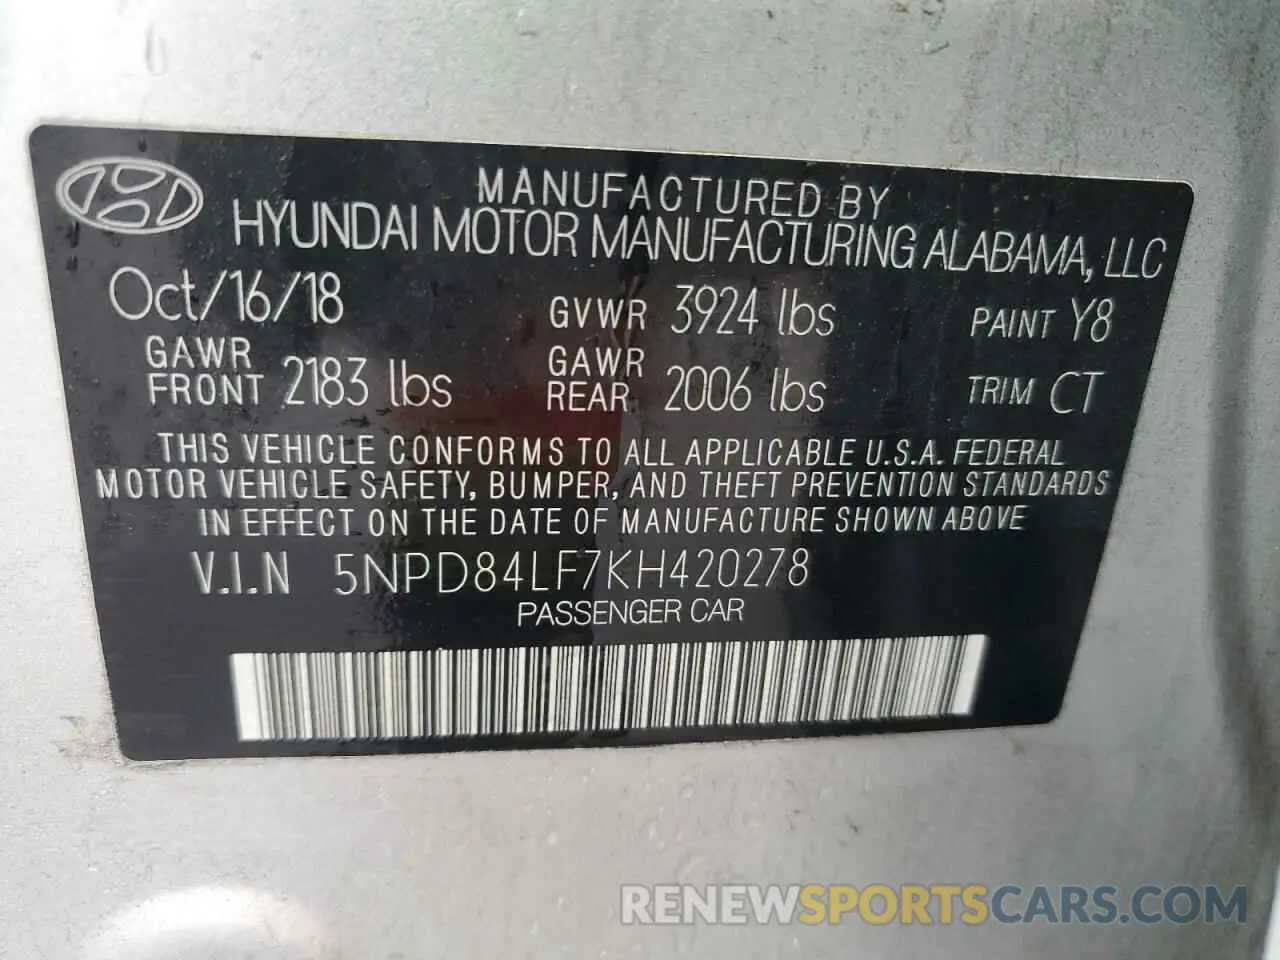 MANUFACTURED BY
HYUNDAI MOTOR MANUFACTURING ALABAMA, LLC
Oct/16/18 GVWR 3924 lbs PAINT Y8
GAWR FRONT 2183 lbs GAWR REAR 2006 lbs TRIM CT
THIS VEHICLE CONFORMS TO ALL APPLICABLE U.S.A. FEDERAL
MOTOR VEHICLE SAFETY, BUMPER, AND THEFT PREVENTION STANDARDS
IN EFFECT ON THE DATE OF MANUFACTURE SHOWN ABOVE
V.I.N 5NPD84LF7KH420278
PASSENGER CAR
RENEWSPORTSCARS.COM